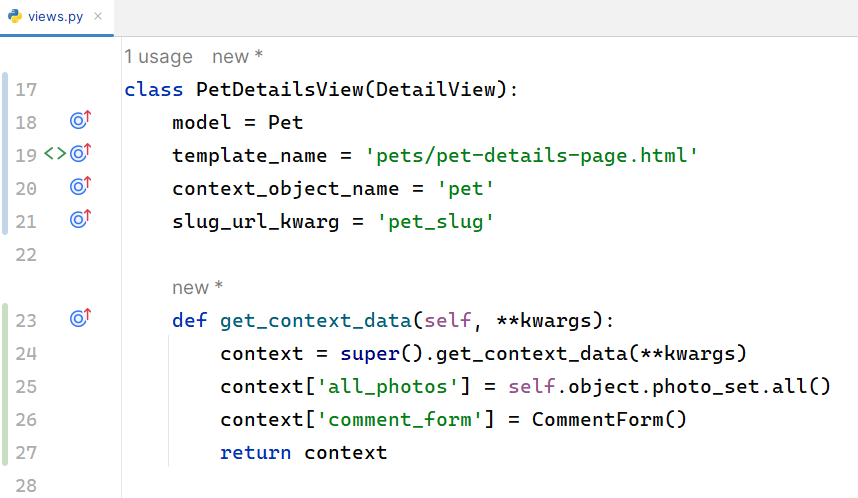 views.py ×
1 usage new *
17 class PetDetailsView(DetailView):
18 model = Pet
19 <> template_name = 'pets/pet-details-page.html'
20 context_object_name = 'pet'
21 slug_url_kwarg = 'pet_slug'
22
new *
23 def get_context_data(self, **kwargs):
24 context = super().get_context_data(**kwargs)
25 context['all_photos'] = self.object.photo_set.all()
26 context['comment_form'] = CommentForm()
27 return context
28